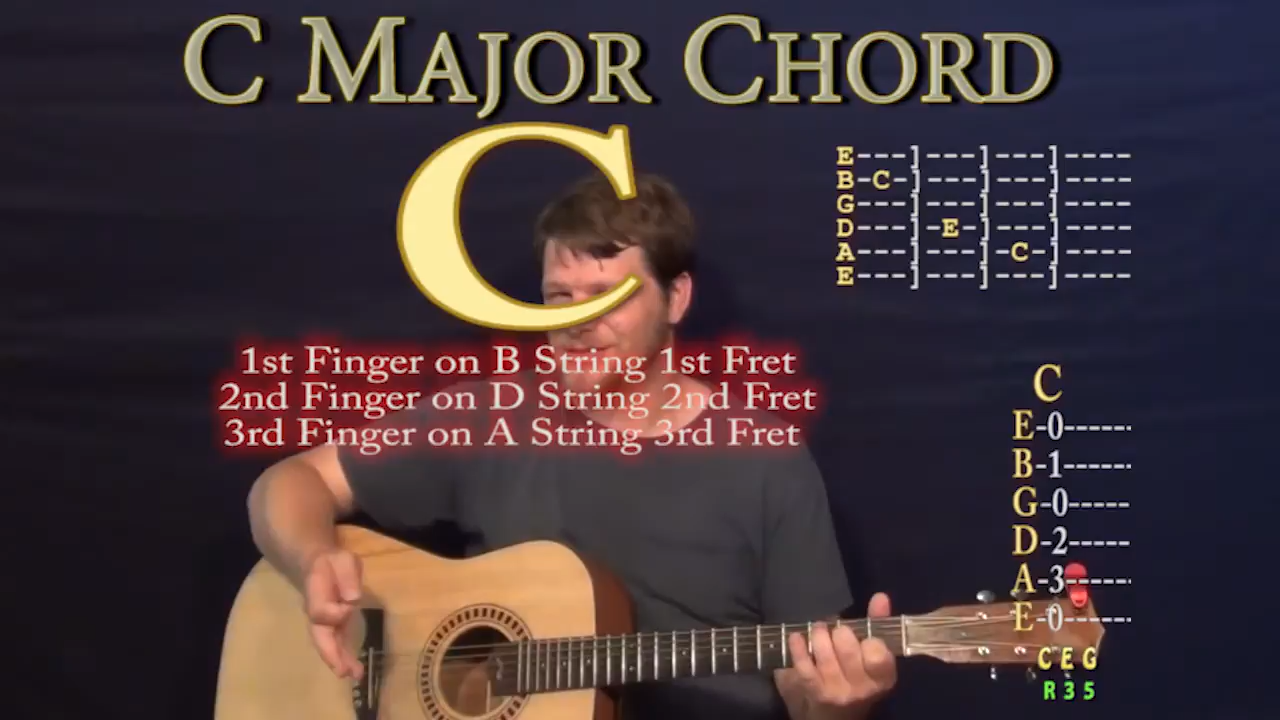 C MAJOR CHORD
C
E---]---]---]----
B-C-]---]---]----
G---]---]---]----
D---]-E-]---]----
A---]---]-C-]----
E---]---]---]----
1st Finger on B String 1st Fret
2nd Finger on D String 2nd Fret
3rd Finger on A String 3rd Fret
C
E-0------
B-1------
G-0------
D-2------
A-3------
E-0------
C E G
R 3 5